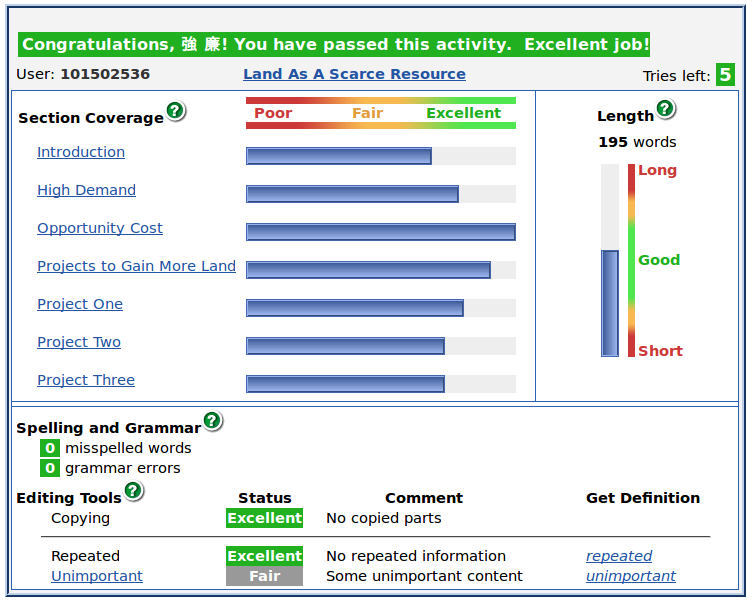 Congratulations, 強 廉! You have passed this activity. Excellent job!
User: 101502536 Land As A Scarce Resource Tries left: 5
Section Coverage ? Poor Fair Excellent Length ?
195 words
Introduction Long
High Demand
Opportunity Cost
Projects to Gain More Land Good
Project One
Project Two Short
Project Three
Spelling and Grammar ?
0 misspelled words
0 grammar errors
Editing Tools ? Status Comment Get Definition
Copying Excellent No copied parts
Repeated Excellent No repeated information repeated
Unimportant Fair Some unimportant content unimportant